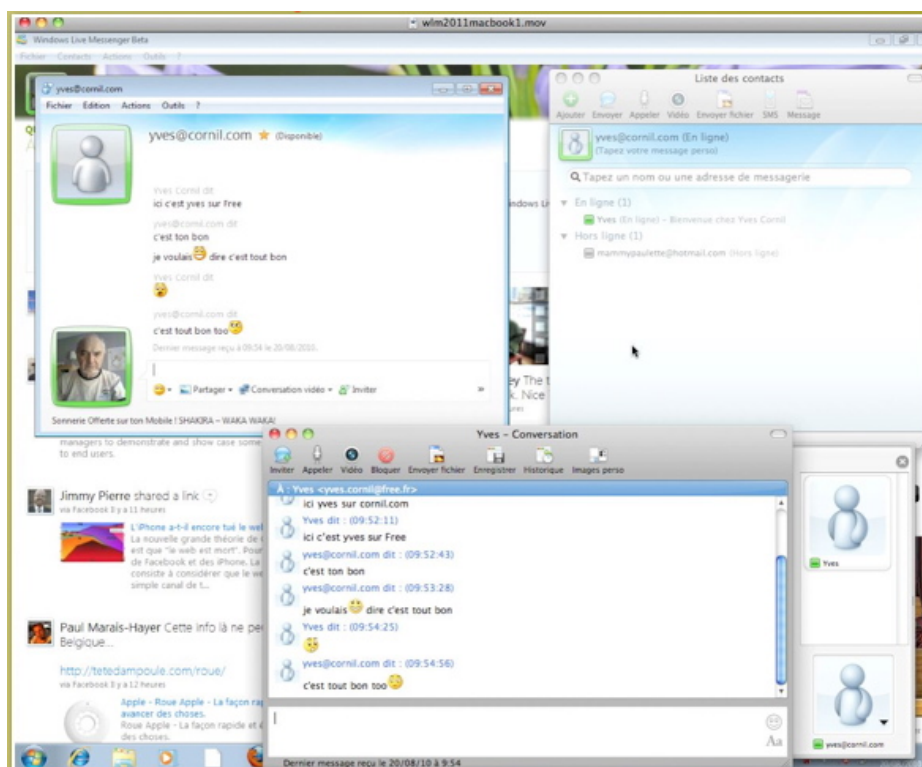 wlm2011macbook1.mov
Windows Live Messenger Beta
Fichier Contacts Actions Outils ?
yves@cornil.com
Fichier Edition Actions Outils ?
yves@cornil.com (Disponible)
Yves Cornil dit
ici c'est yves sur Free
yves@cornil.com dit
c'est ton bon
je voulais dire c'est tout bon
Yves Cornil dit
yves@cornil.com dit
c'est tout bon too
Dernier message reçu à 09:54 le 20/08/2010.
Partager Conversation vidéo Inviter »
Sonnerie Offerte sur ton Mobile ! SHAKIRA – WAKA WAKA!
Liste des contacts
Ajouter Envoyer Appeler Vidéo Envoyer fichier SMS Message
yves@cornil.com (En ligne)
(Tapez votre message perso)
Tapez un nom ou une adresse de messagerie
En ligne (1)
Yves (En ligne) – Bienvenue chez Yves Cornil
Hors ligne (1)
mammypaulette@hotmail.com (Hors ligne)
indows Li
ey The t
k. Nice
ures
managers to demonstrate and show case some
to end users.
Jimmy Pierre shared a link
via Facebook Il y a 11 heures
L'iPhone a-t-il encore tué le web
La nouvelle grande théorie de
est que "le web est mort". Pour
de Facebook et des iPhone. La
consiste à considérer que le we
simple canal de t...
Paul Marais-Hayer Cette info là ne pe
Belgique...
http://tetedampoule.com/roue/
via Facebook Il y a 12 heures
Apple - Roue Apple - La façon rap
avancer des choses.
Roue Apple - La façon rapide et é
des choses.
Yves – Conversation
Inviter Appeler Vidéo Bloquer Envoyer fichier Enregistrer Historique Images perso
À : Yves <yves.cornil@free.fr>
ici yves sur cornil.com
Yves dit : (09:52:11)
ici c'est yves sur Free
yves@cornil.com dit : (09:52:43)
c'est ton bon
yves@cornil.com dit : (09:53:28)
je voulais dire c'est tout bon
Yves dit : (09:54:25)
yves@cornil.com dit : (09:54:56)
c'est tout bon too
Aa
Dernier message reçu le 20/08/10 à 9:54
Yves
yves@cornil.com